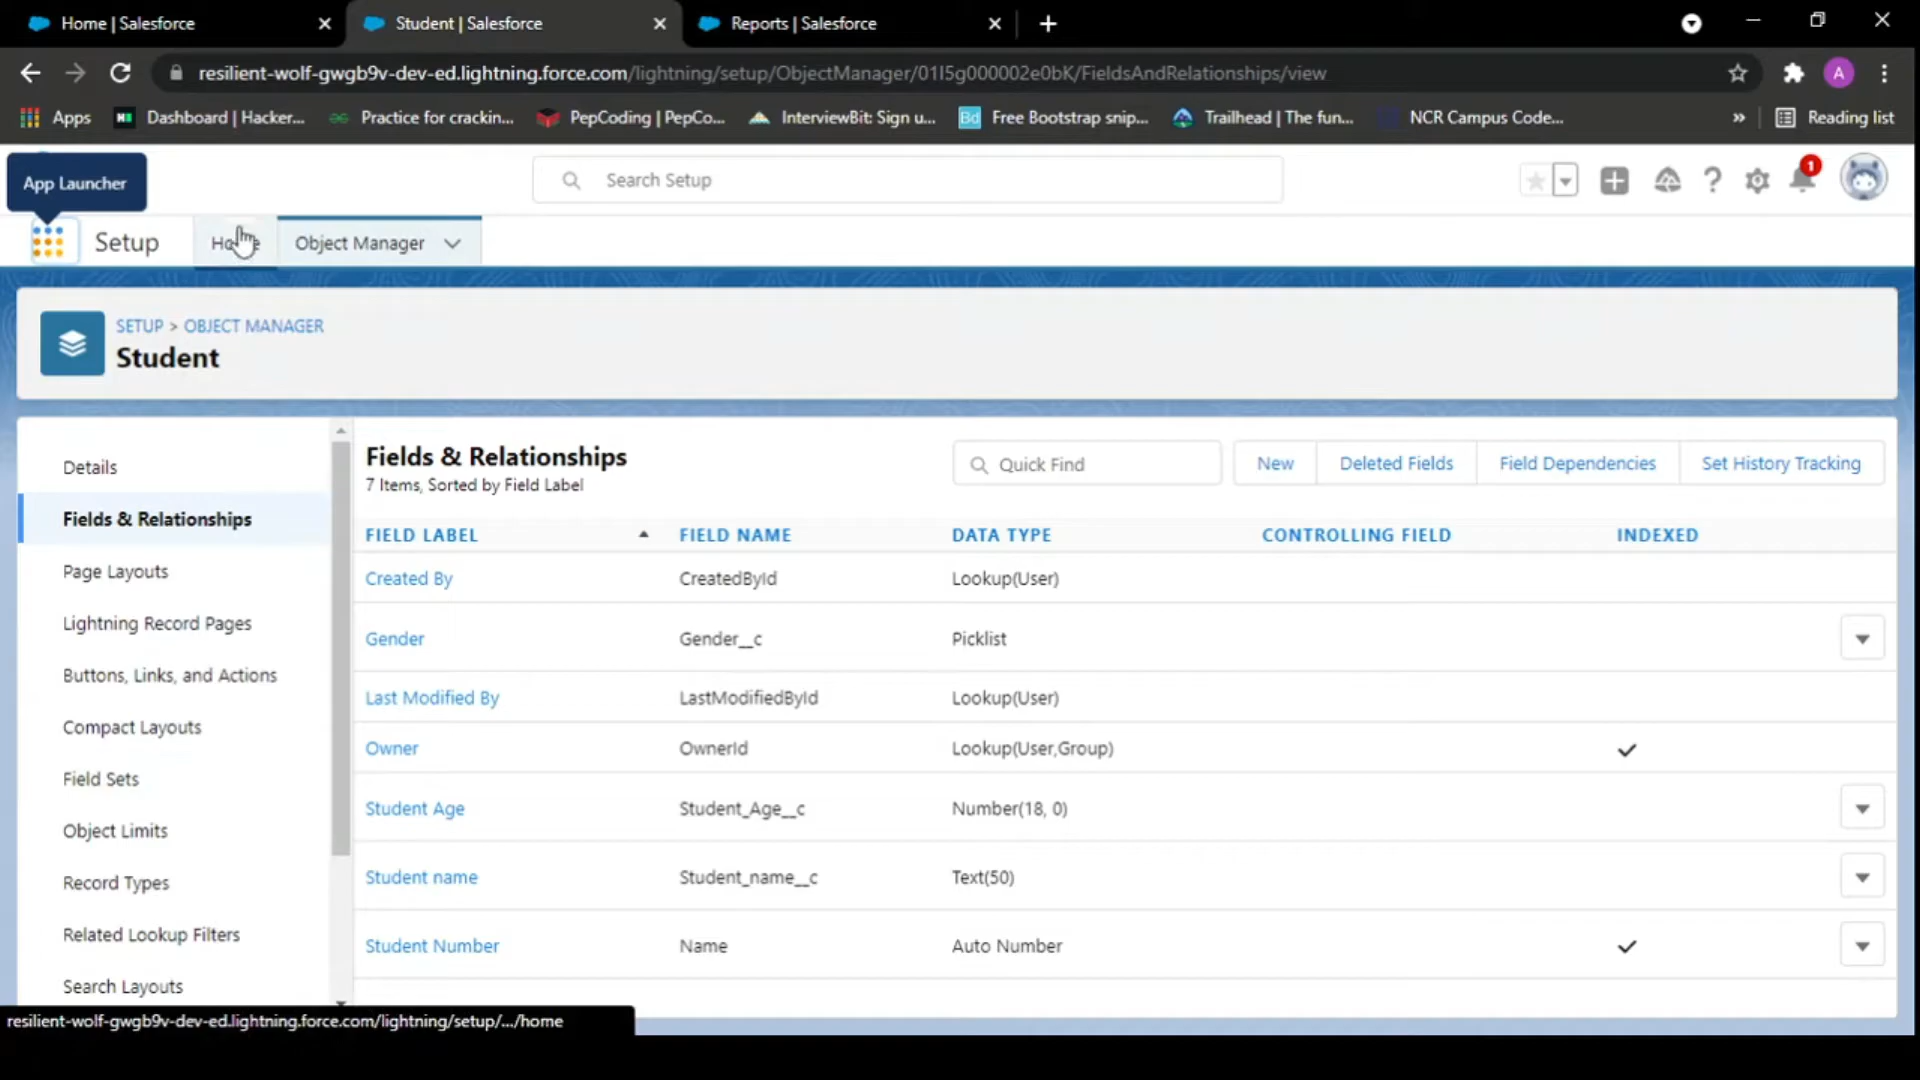 Home | Salesforce
Student | Salesforce
Reports | Salesforce
resilient-wolf-gwgb9v-dev-ed.lightning.force.com/lightning/setup/ObjectManager/01I5g000002e0bK/FieldsAndRelationships/view
A
Apps
Dashboard | Hacker...
Practice for crackin...
PepCoding | PepCo...
InterviewBit: Sign u...
Bd
Free Bootstrap snip...
Trailhead | The fun...
NCR Campus Code...
»
Reading list
App Launcher
Search Setup
1
Setup
Home
Object Manager
SETUP > OBJECT MANAGER
Student
Details
Fields & Relationships
Page Layouts
Lightning Record Pages
Buttons, Links, and Actions
Compact Layouts
Field Sets
Object Limits
Record Types
Related Lookup Filters
Search Layouts
Fields & Relationships
7 Items, Sorted by Field Label
Quick Find
New
Deleted Fields
Field Dependencies
Set History Tracking
FIELD LABEL FIELD NAME DATA TYPE CONTROLLING FIELD INDEXED
Created By CreatedById Lookup(User)
Gender Gender__c Picklist
Last Modified By LastModifiedById Lookup(User)
Owner OwnerId Lookup(User,Group)
Student Age Student_Age__c Number(18, 0)
Student name Student_name__c Text(50)
Student Number Name Auto Number
resilient-wolf-gwgb9v-dev-ed.lightning.force.com/lightning/setup/.../home